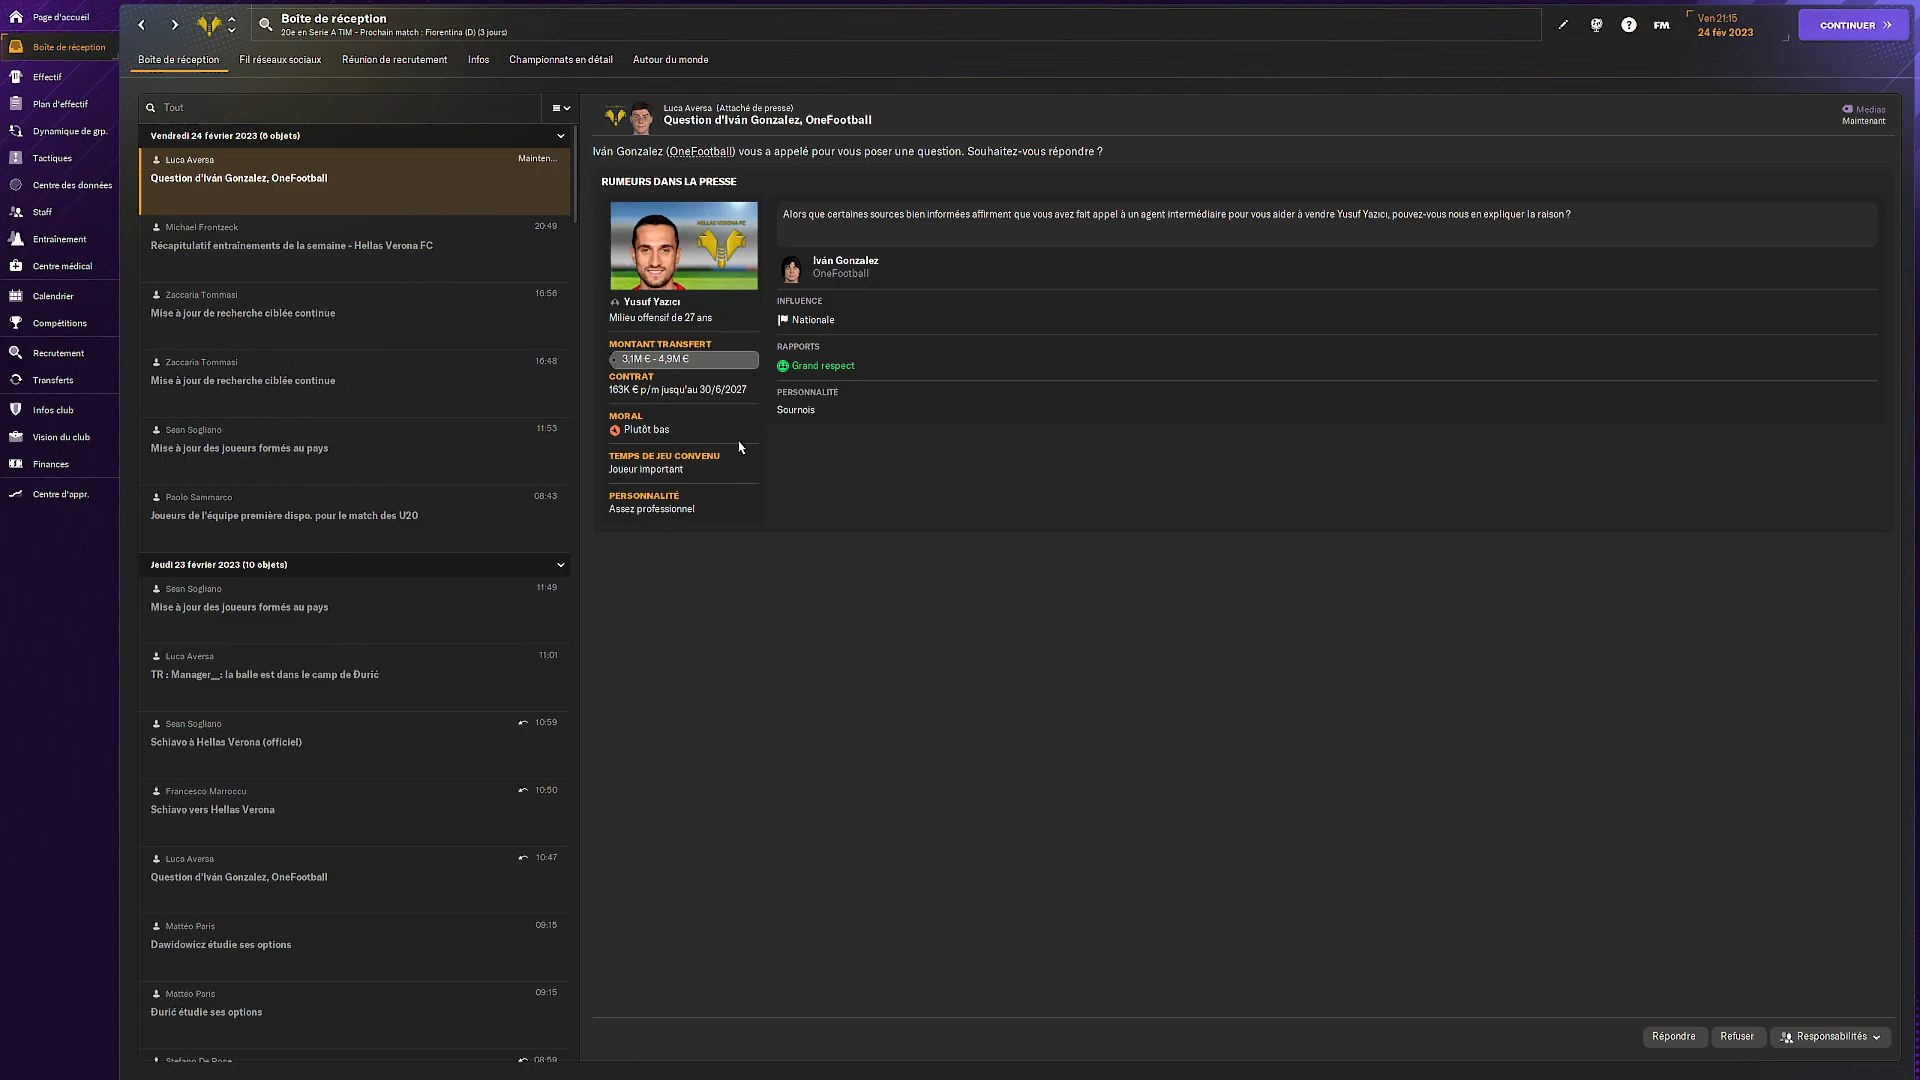 Page d'accueil
Boîte de réception
Effectif
Plan d'effectif
Dynamique de grp.
Tactiques
Centre des données
Staff
Entraînement
Centre médical
Calendrier
Compétitions
Recrutement
Transferts
Infos club
Vision du club
Finances
Centre d'appr.
Boîte de réception
20e en Serie A TIM - Prochain match : Fiorentina (D) (3 jours)
FM
Ven 21:15
24 fév 2023
CONTINUER
Boîte de réception
Fil réseaux sociaux
Réunion de recrutement
Infos
Championnats en détail
Autour du monde
Tout
Vendredi 24 février 2023 (6 objets)
Luca Aversa
Mainten...
Question d'Iván Gonzalez, OneFootball
Michael Frontzeck
20:49
Récapitulatif entraînements de la semaine - Hellas Verona FC
Zaccaria Tommasi
16:56
Mise à jour de recherche ciblée continue
Zaccaria Tommasi
16:48
Mise à jour de recherche ciblée continue
Sean Sogliano
11:53
Mise à jour des joueurs formés au pays
Paolo Sammarco
08:43
Joueurs de l'équipe première dispo. pour le match des U20
Jeudi 23 février 2023 (10 objets)
Sean Sogliano
11:49
Mise à jour des joueurs formés au pays
Luca Aversa
11:01
TR : Manager__: la balle est dans le camp de Đurić
Sean Sogliano
10:59
Schiavo à Hellas Verona (officiel)
Francesco Marroccu
10:50
Schiavo vers Hellas Verona
Luca Aversa
10:47
Question d'Iván Gonzalez, OneFootball
Mattéo Paris
09:15
Dawidowicz étudie ses options
Mattéo Paris
09:15
Đurić étudie ses options
Stefano De Rose
08:59
Luca Aversa (Attaché de presse)
Question d'Iván Gonzalez, OneFootball
Médias
Maintenant
Iván Gonzalez (OneFootball) vous a appelé pour vous poser une question. Souhaitez-vous répondre ?
RUMEURS DANS LA PRESSE
HELLAS VERONA FC
Yusuf Yazıcı
Milieu offensif de 27 ans
MONTANT TRANSFERT
3,1M € - 4,9M €
CONTRAT
163K € p/m jusqu'au 30/6/2027
MORAL
Plutôt bas
TEMPS DE JEU CONVENU
Joueur important
PERSONNALITÉ
Assez professionnel
Alors que certaines sources bien informées affirment que vous avez fait appel à un agent intermédiaire pour vous aider à vendre Yusuf Yazıcı, pouvez-vous nous en expliquer la raison ?
Iván Gonzalez
OneFootball
INFLUENCE
Nationale
RAPPORTS
Grand respect
PERSONNALITÉ
Sournois
Répondre
Refuser
Responsabilités